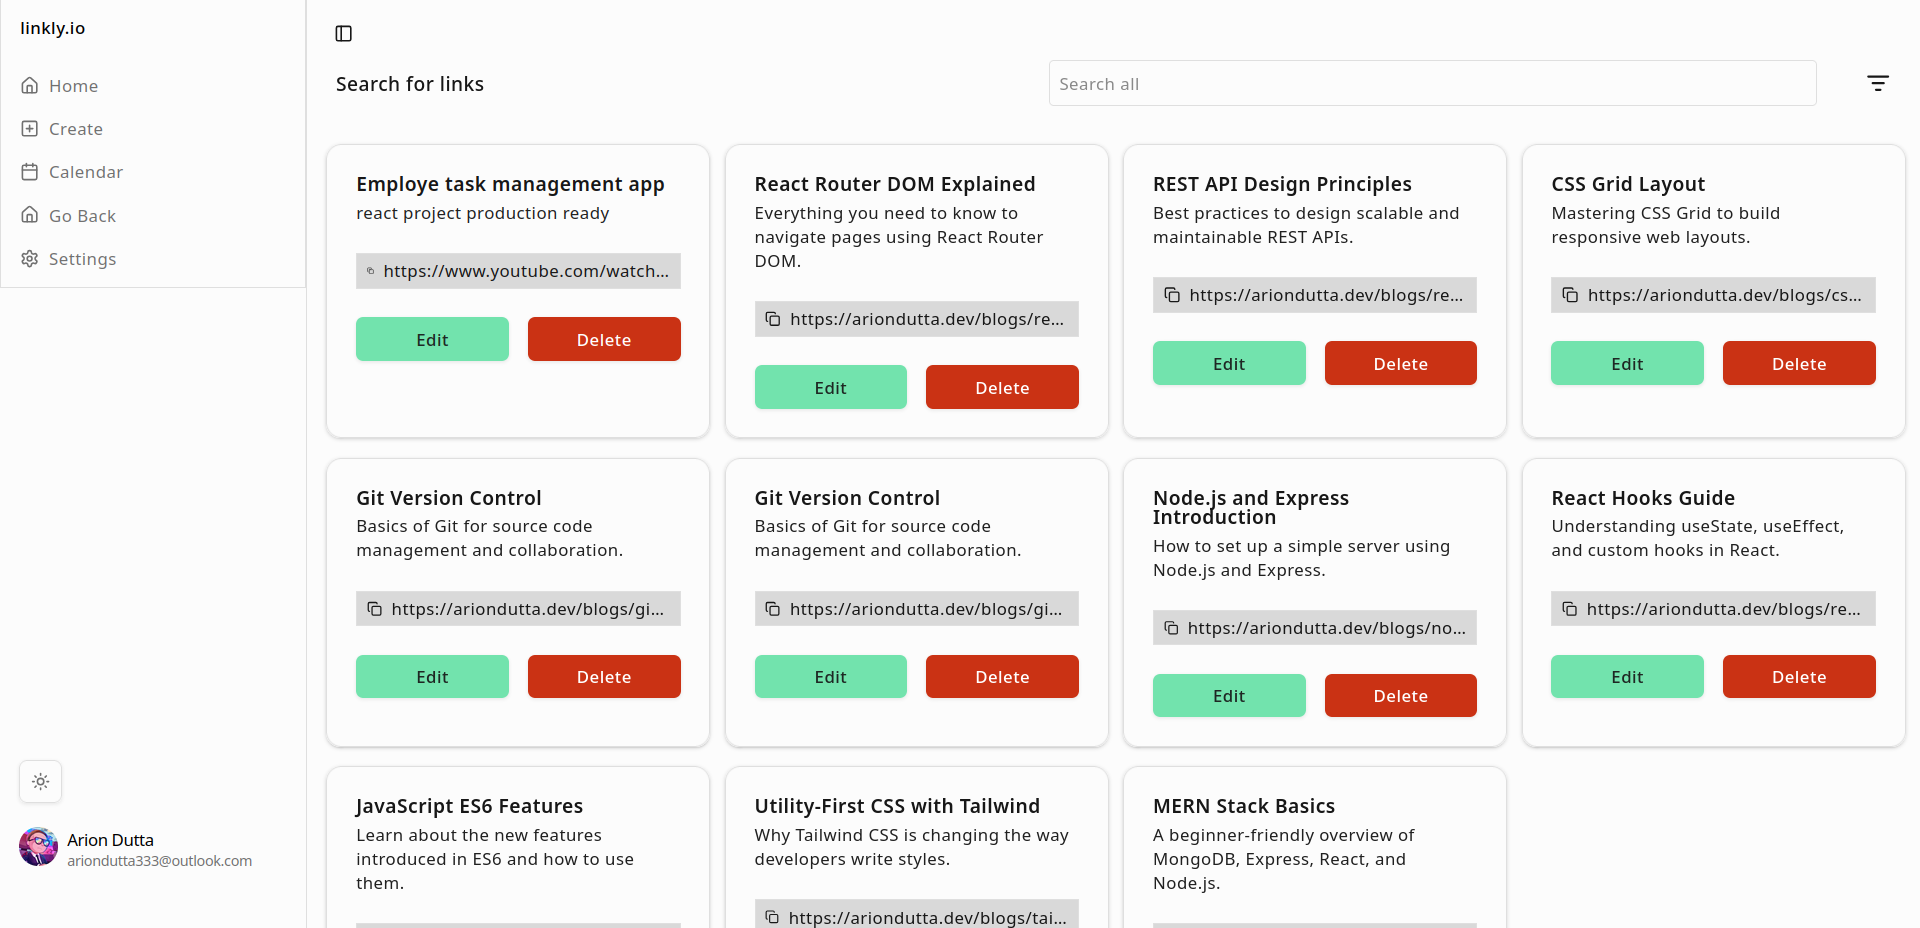 linkly.io
Home
Create
Calendar
Go Back
Settings
Arion Dutta
ariondutta333@outlook.com
Search for links
Search all
Employe task management app
react project production ready
https://www.youtube.com/watch...
Edit
Delete
React Router DOM Explained
Everything you need to know to
navigate pages using React Router
DOM.
https://ariondutta.dev/blogs/re...
Edit
Delete
REST API Design Principles
Best practices to design scalable and
maintainable REST APIs.
https://ariondutta.dev/blogs/re...
Edit
Delete
CSS Grid Layout
Mastering CSS Grid to build
responsive web layouts.
https://ariondutta.dev/blogs/cs...
Edit
Delete
Git Version Control
Basics of Git for source code
management and collaboration.
https://ariondutta.dev/blogs/gi...
Edit
Delete
Git Version Control
Basics of Git for source code
management and collaboration.
https://ariondutta.dev/blogs/gi...
Edit
Delete
Node.js and Express
Introduction
How to set up a simple server using
Node.js and Express.
https://ariondutta.dev/blogs/no...
Edit
Delete
React Hooks Guide
Understanding useState, useEffect,
and custom hooks in React.
https://ariondutta.dev/blogs/re...
Edit
Delete
JavaScript ES6 Features
Learn about the new features
introduced in ES6 and how to use
them.
Utility-First CSS with Tailwind
Why Tailwind CSS is changing the way
developers write styles.
https://ariondutta.dev/blogs/tai...
MERN Stack Basics
A beginner-friendly overview of
MongoDB, Express, React, and
Node.js.